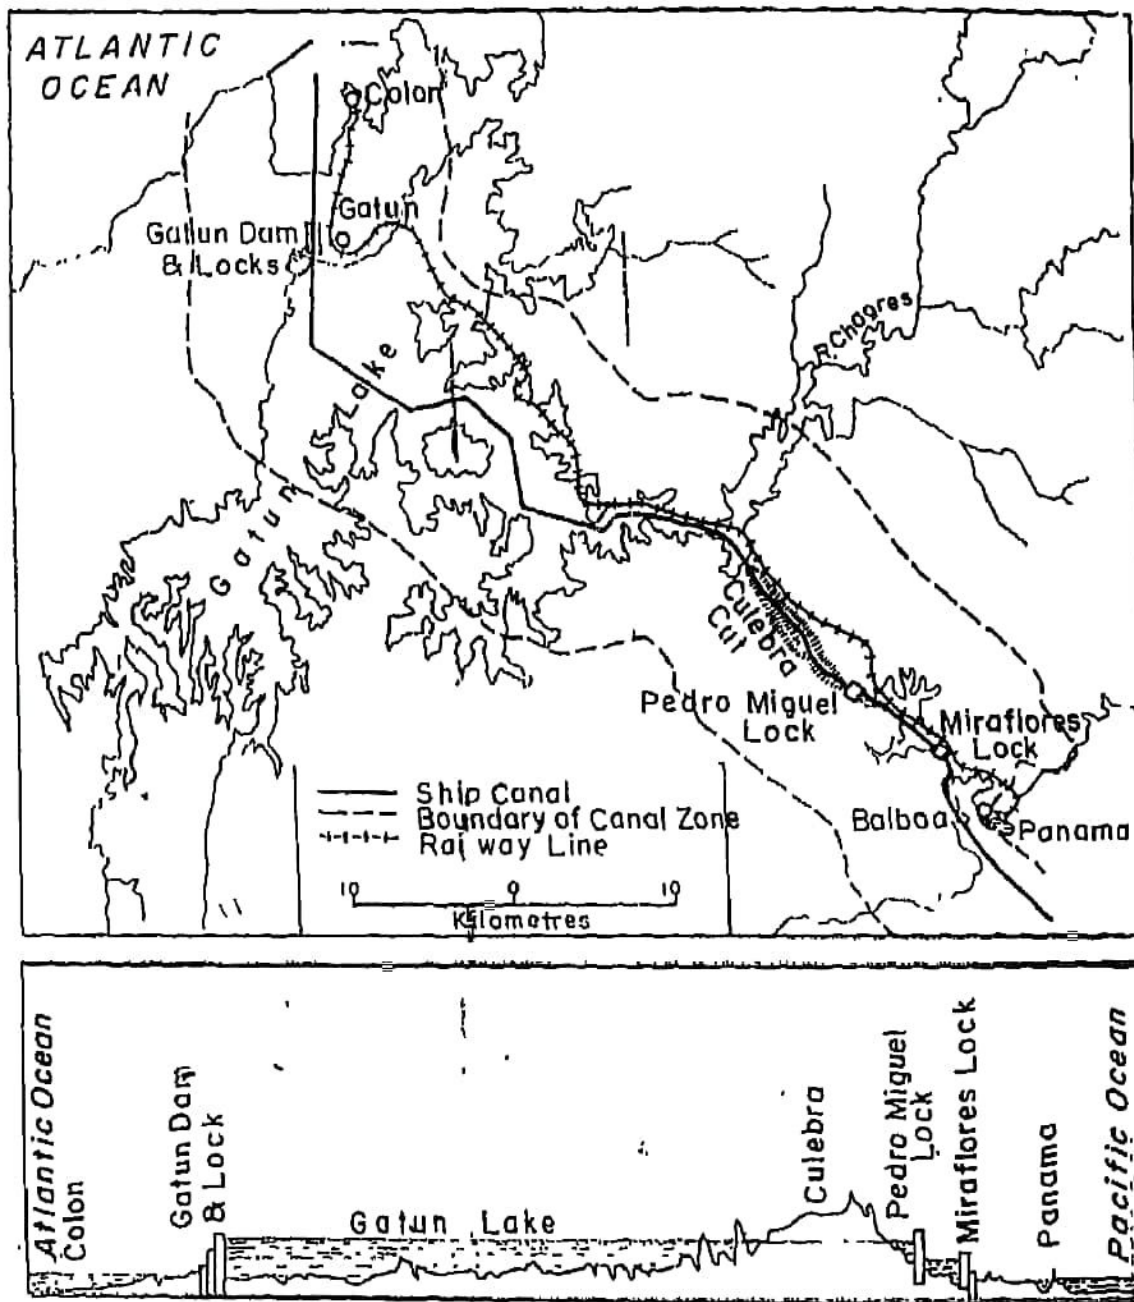 ATLANTIC
OCEAN
Colon
Gatun
Gatun Dam
& Locks
R. Chagres
Gatun Lake
Culebra
Cut
Pedro Miguel
Lock
Miraflores
Lock
Balboa
Panama
Ship Canal
Boundary of Canal Zone
Rai way Line
10 0 10
Kilometres
Atlantic Ocean
Colon
Gatun Dam
& Lock
Gatun Lake
Culebra
Pedro Miguel
Lock
Miraflores Lock
Panama
Pacific Ocean